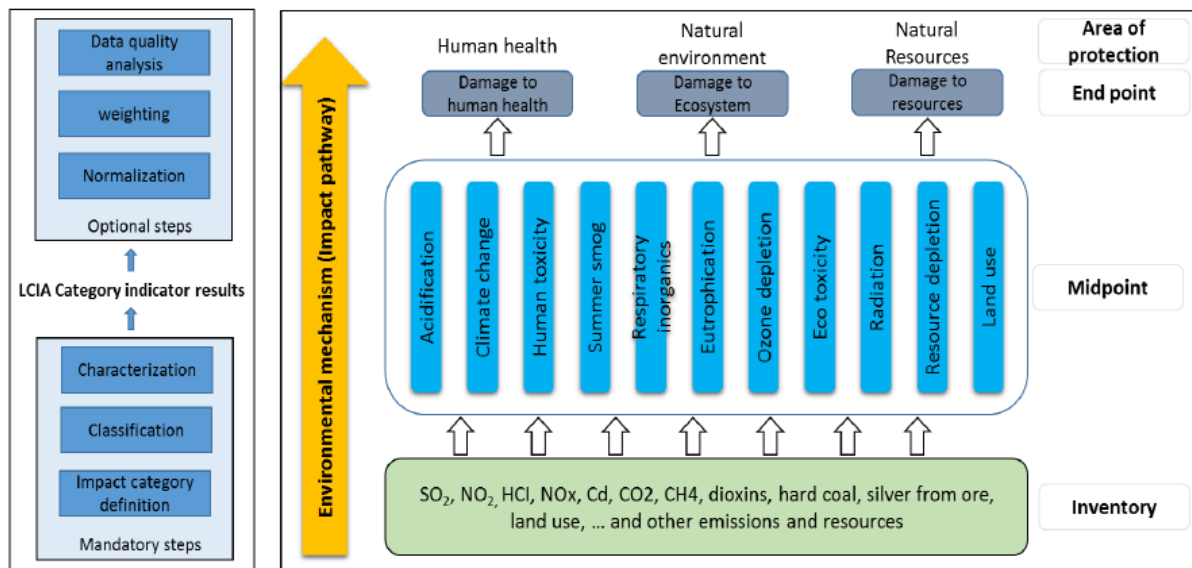 Data quality
analysis
weighting
Normalization
Optional steps
LCIA Category indicator results
Characterization
Classification
Impact category
definition
Mandatory steps
Environmental mechanism (Impact pathway)
Human health
Natural
environment
Natural
Resources
Area of
protection
Damage to
human health
Damage to
Ecosystem
Damage to
resources
End point
Acidification
Climate change
Human toxicity
Summer smog
Respiratory
inorganics
Eutrophication
Ozone depletion
Eco toxicity
Radiation
Resource depletion
Land use
Midpoint
SO₂, NO₂, HCl, NOx, Cd, CO2, CH4, dioxins, hard coal, silver from ore,
land use, ... and other emissions and resources
Inventory